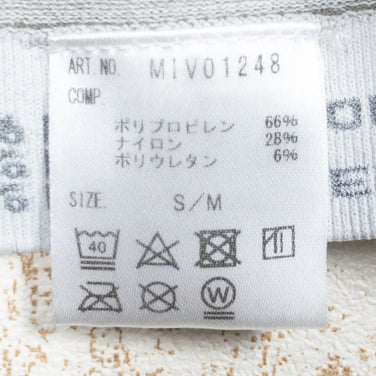 ART NO. MIV01248
COMP.
ポリプロピレン 66%
ナイロン 28%
ポリウレタン 6%
SIZE. S/M
40
W